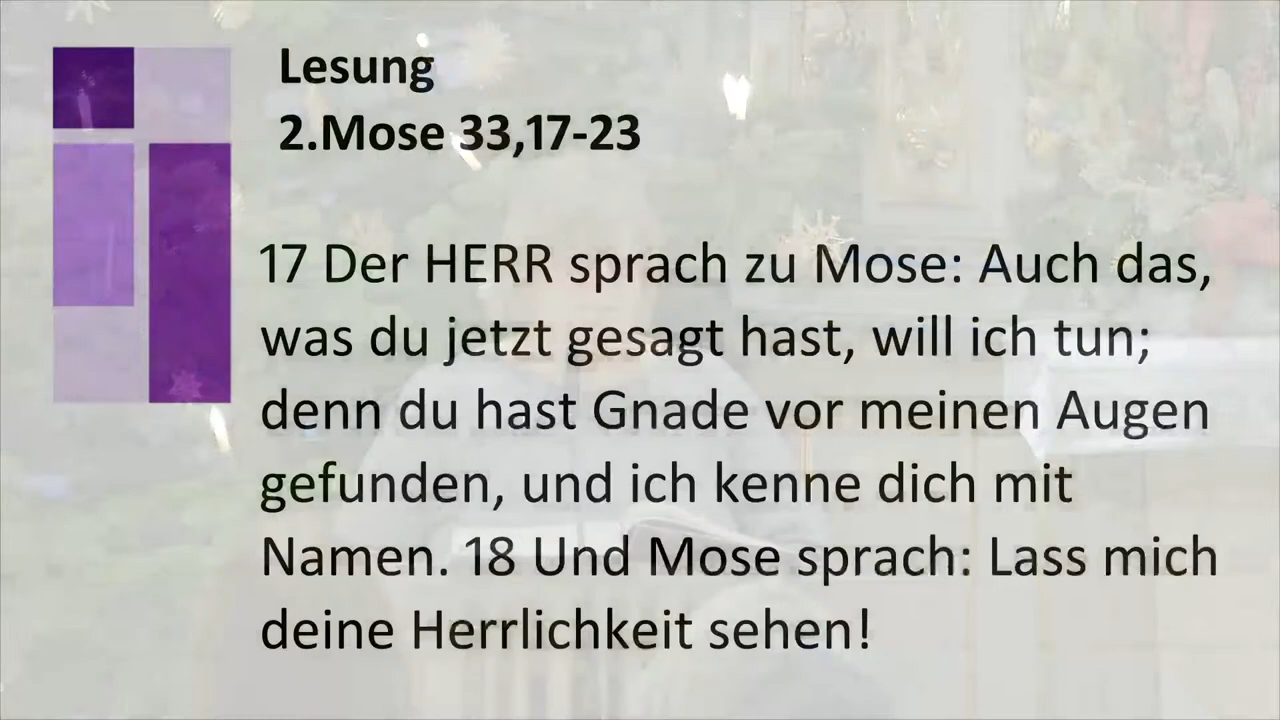 Lesung
2.Mose 33,17-23
17 Der HERR sprach zu Mose: Auch das,
was du jetzt gesagt hast, will ich tun;
denn du hast Gnade vor meinen Augen
gefunden, und ich kenne dich mit
Namen. 18 Und Mose sprach: Lass mich
deine Herrlichkeit sehen!